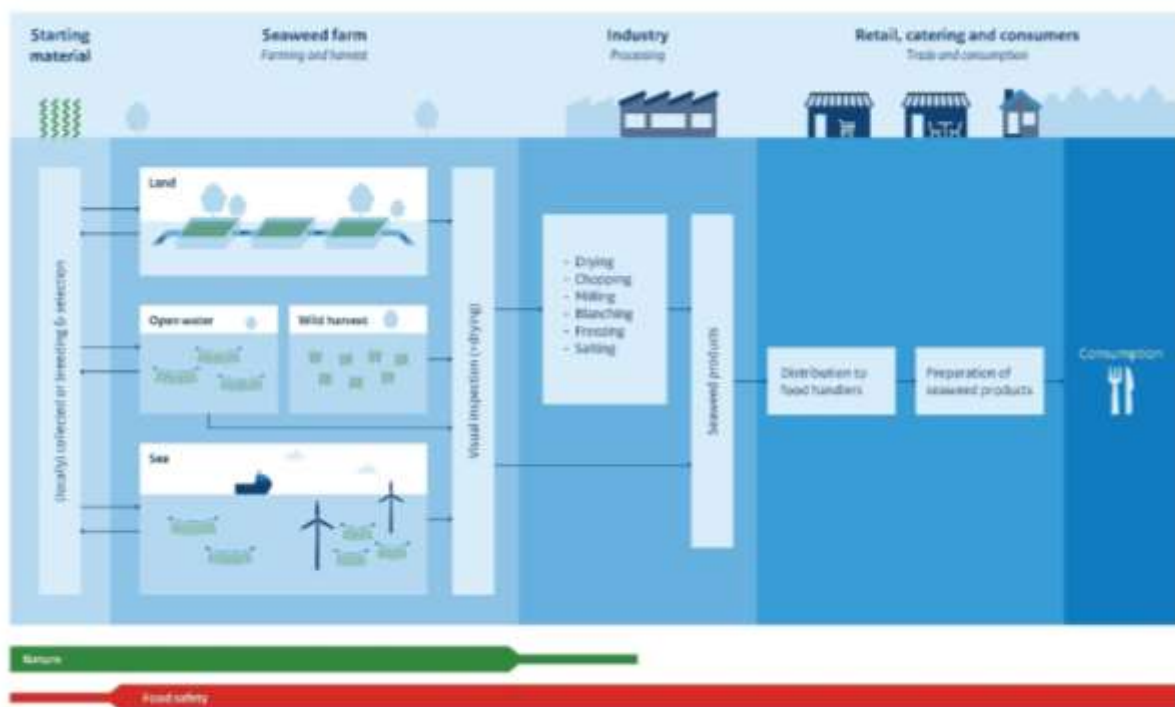 Starting
material
Seaweed farm
Farming and harvest
Industry
Processing
Retail, catering and consumers
Trade and consumption
(locally) collected or breeding & selection
Land
Open water
Wild harvest
Sea
Visual inspection (+drying)
- Drying
- Chopping
- Milling
- Blanching
- Freezing
- Salting
Seaweed products
Distribution to
food handlers
Preparation of
seaweed products
Consumption
Nature
Food safety